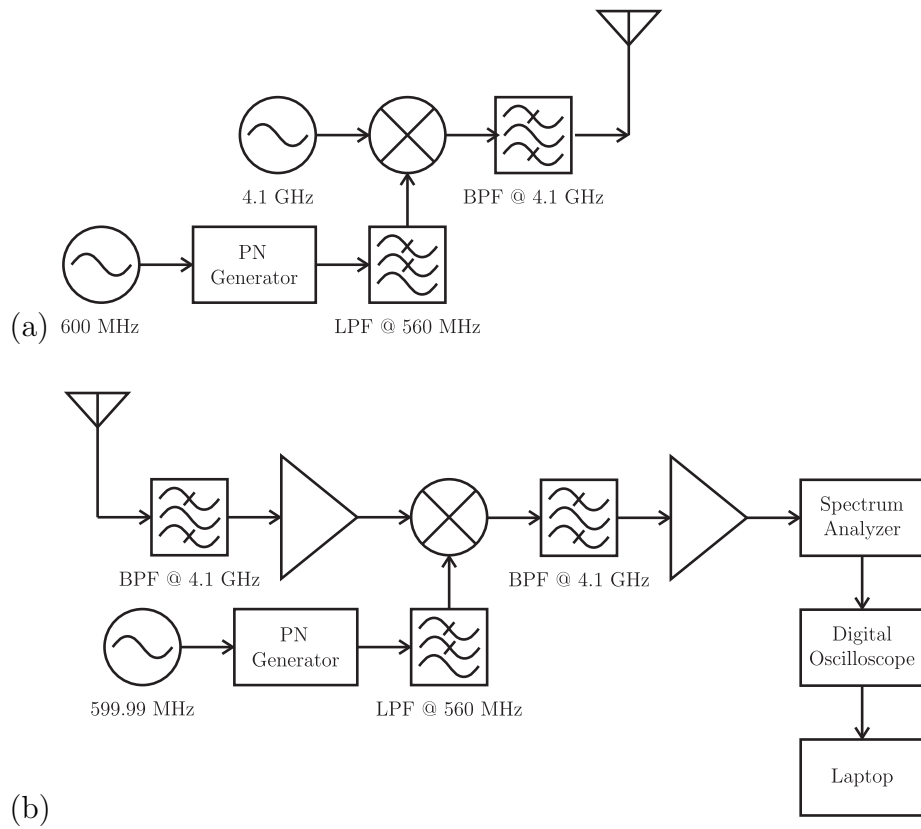 4.1 GHz
BPF @ 4.1 GHz
PN
Generator
(a)
600 MHz
LPF @ 560 MHz
BPF @ 4.1 GHz
BPF @ 4.1 GHz
Spectrum
Analyzer
PN
Generator
599.99 MHz
LPF @ 560 MHz
Digital
Oscilloscope
Laptop
(b)